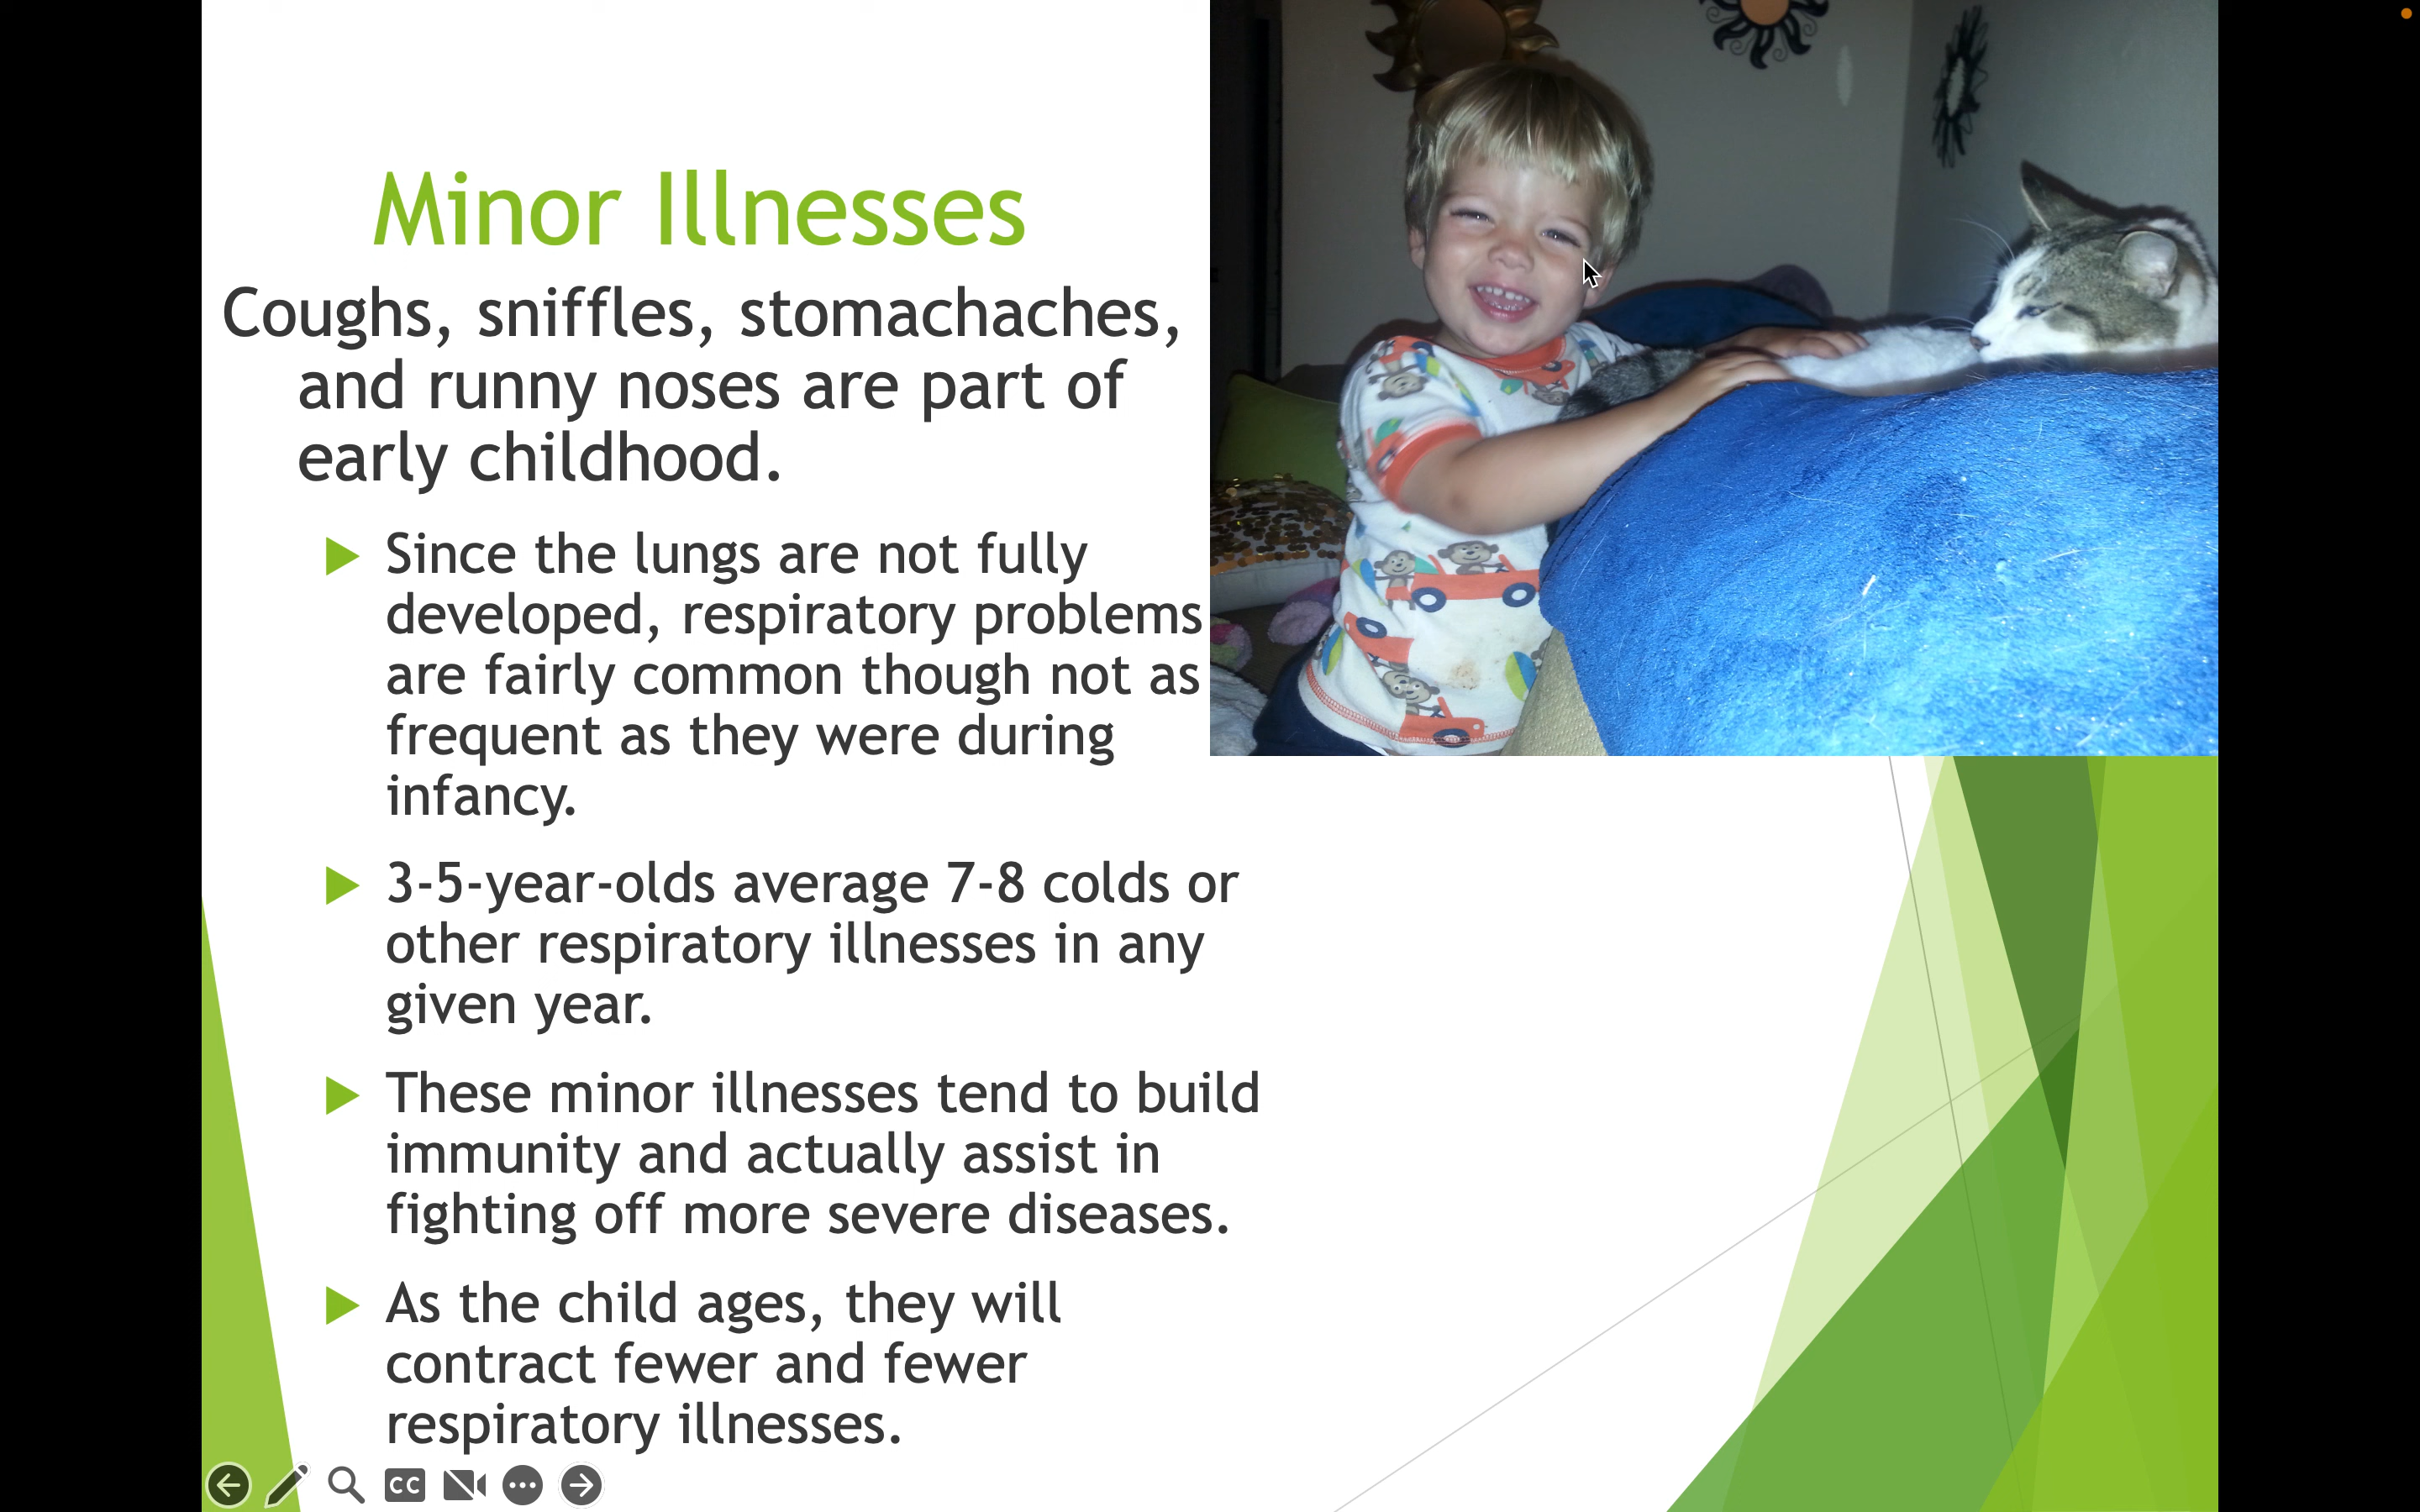 Minor Illnesses
Coughs, sniffles, stomachaches,
and runny noses are part of
early childhood.
Since the lungs are not fully
developed, respiratory problems
are fairly common though not as
frequent as they were during
infancy.
3-5-year-olds average 7-8 colds or
other respiratory illnesses in any
given year.
These minor illnesses tend to build
immunity and actually assist in
fighting off more severe diseases.
As the child ages, they will
contract fewer and fewer
respiratory illnesses.
CC